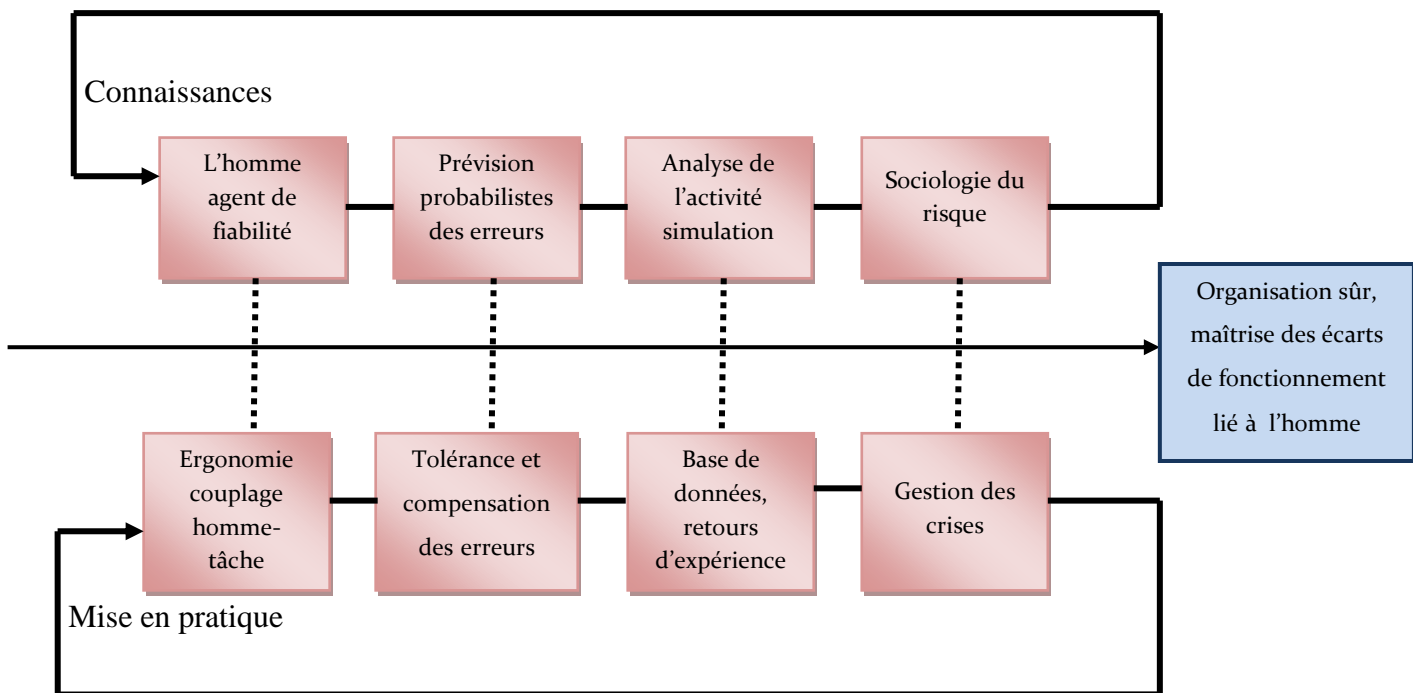 Connaissances
L’homme
agent de
fiabilité
Prévision
probabilistes
des erreurs
Analyse de
l’activité
simulation
Sociologie du
risque
Organisation sûr,
maîtrise des écarts
de fonctionnement
lié à l’homme
Ergonomie
couplage
homme-
tâche
Tolérance et
compensation
des erreurs
Base de
données,
retours
d’expérience
Gestion des
crises
Mise en pratique